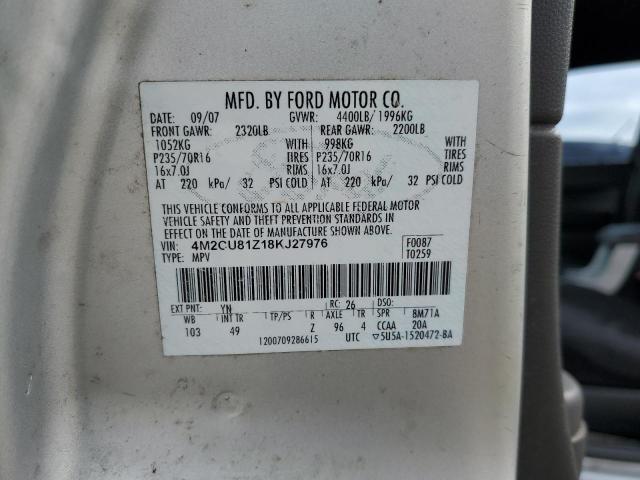 MFD. BY FORD MOTOR CO.
DATE: 09/07 GVWR: 4400LB/ 1996KG
FRONT GAWR: 2320LB REAR GAWR: 2200LB
1052KG WITH 998KG WITH
P235/70R16 TIRES P235/70R16 TIRES
16x7.0J RIMS 16x7.0J RIMS
AT 220 kPa/ 32 PSI COLD AT 220 kPa/ 32 PSI COLD
THIS VEHICLE CONFORMS TO ALL APPLICABLE FEDERAL MOTOR
VEHICLE SAFETY AND THEFT PREVENTION STANDARDS IN
EFFECT ON THE DATE OF MANUFACTURE SHOWN ABOVE.
VIN: 4M2CU81Z18KJ27976 F0087
TYPE: MPV T0259
EXT PNT: YN RC: 26 DSO:
WB INT TR TP/PS R AXLE TR SPR BM71A
103 49 Z 96 4 CCAA 20A
1200709286615 UTC ▽5U5A-1520472-BA